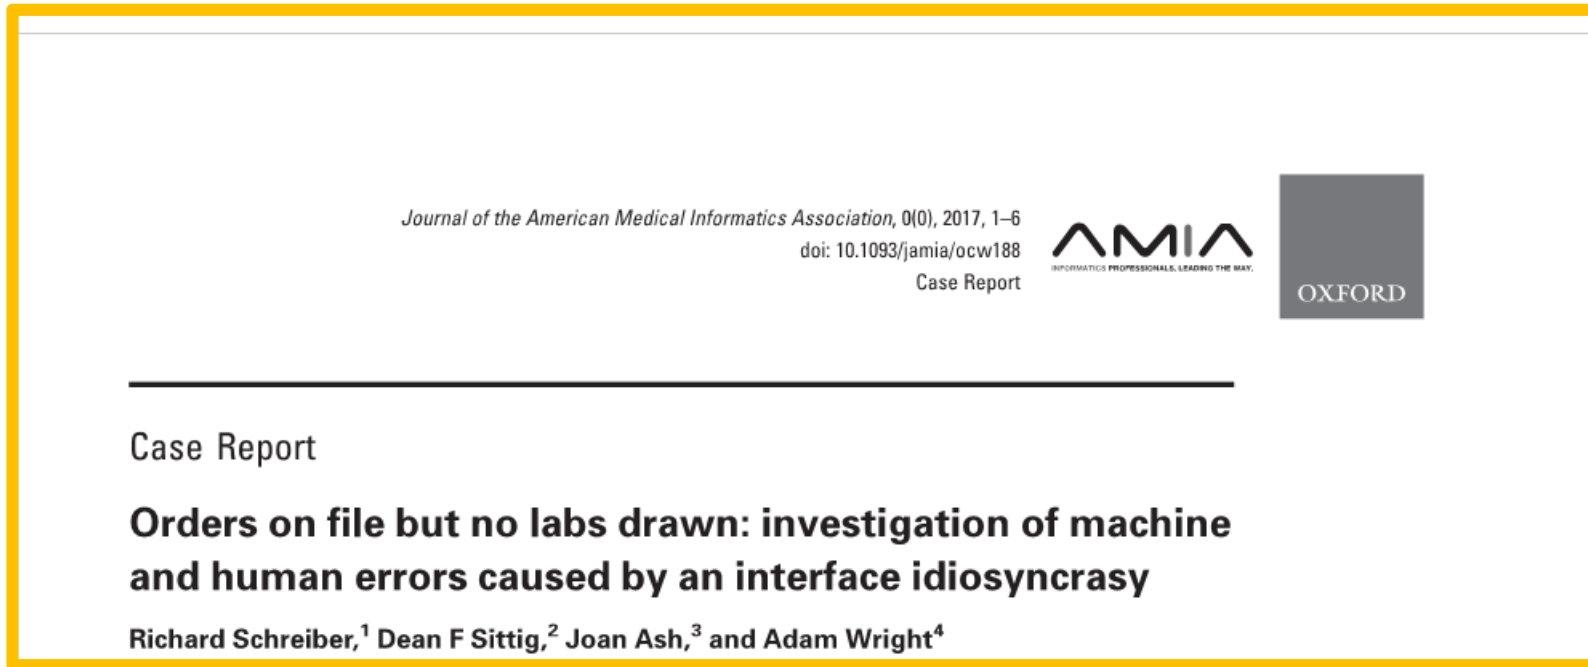 Journal of the American Medical Informatics Association, 0(0), 2017, 1–6
doi: 10.1093/jamia/ocw188
Case Report
AMIA
INFORMATICS PROFESSIONALS. LEADING THE WAY.
OXFORD
Case Report
Orders on file but no labs drawn: investigation of machine
and human errors caused by an interface idiosyncrasy
Richard Schreiber,1 Dean F Sittig,2 Joan Ash,3 and Adam Wright4